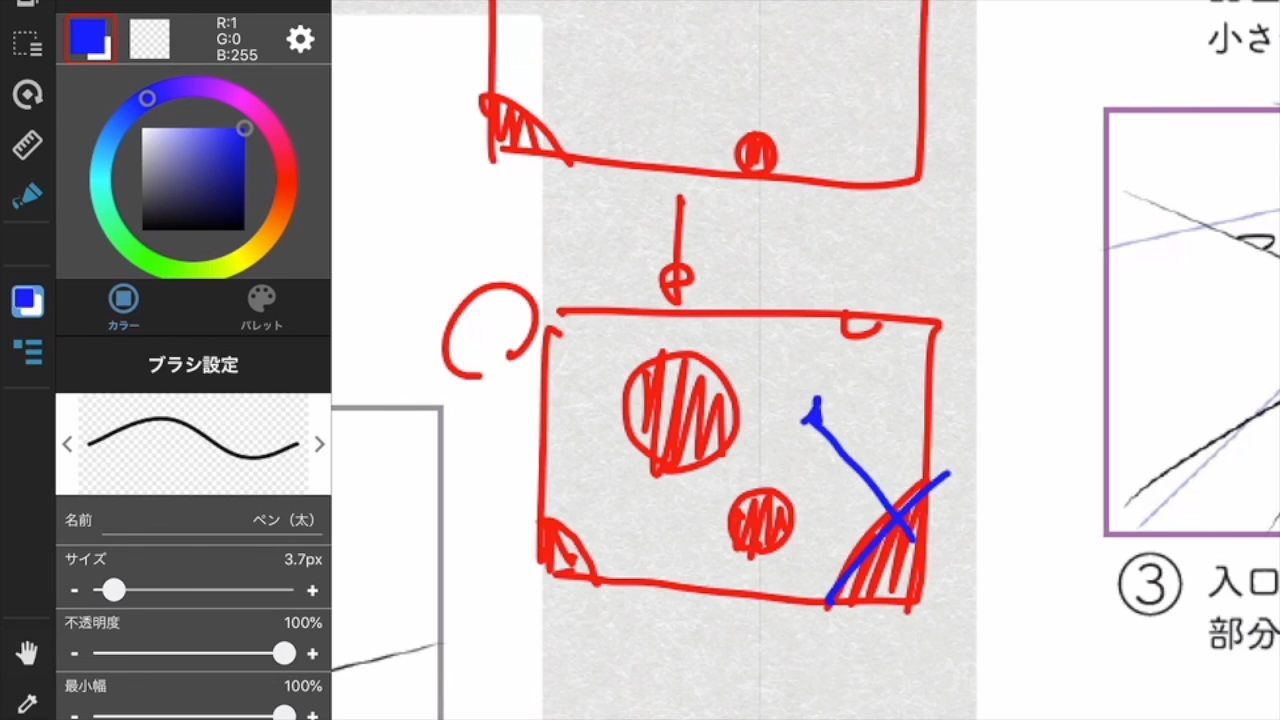 R:1
G:0
B:255
カラー
パレット
ブラシ設定
名前
ペン（太）
サイズ
3.7px
不透明度
100%
最小幅
100%
小さ
③
入口
部分